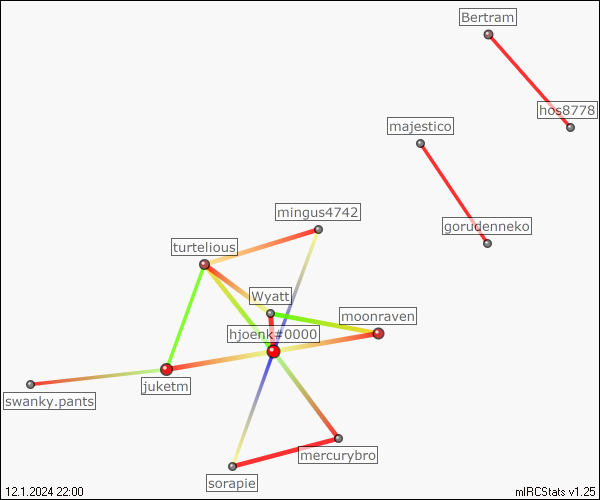 Bertram
hos8778
majestico
gorudenneko
mingus4742
turtelious
Wyatt
moonraven
hjoenk#0000
juketm
swanky.pants
mercurybro
sorapie
12.1.2024 22:00
mIRCStats v1.25